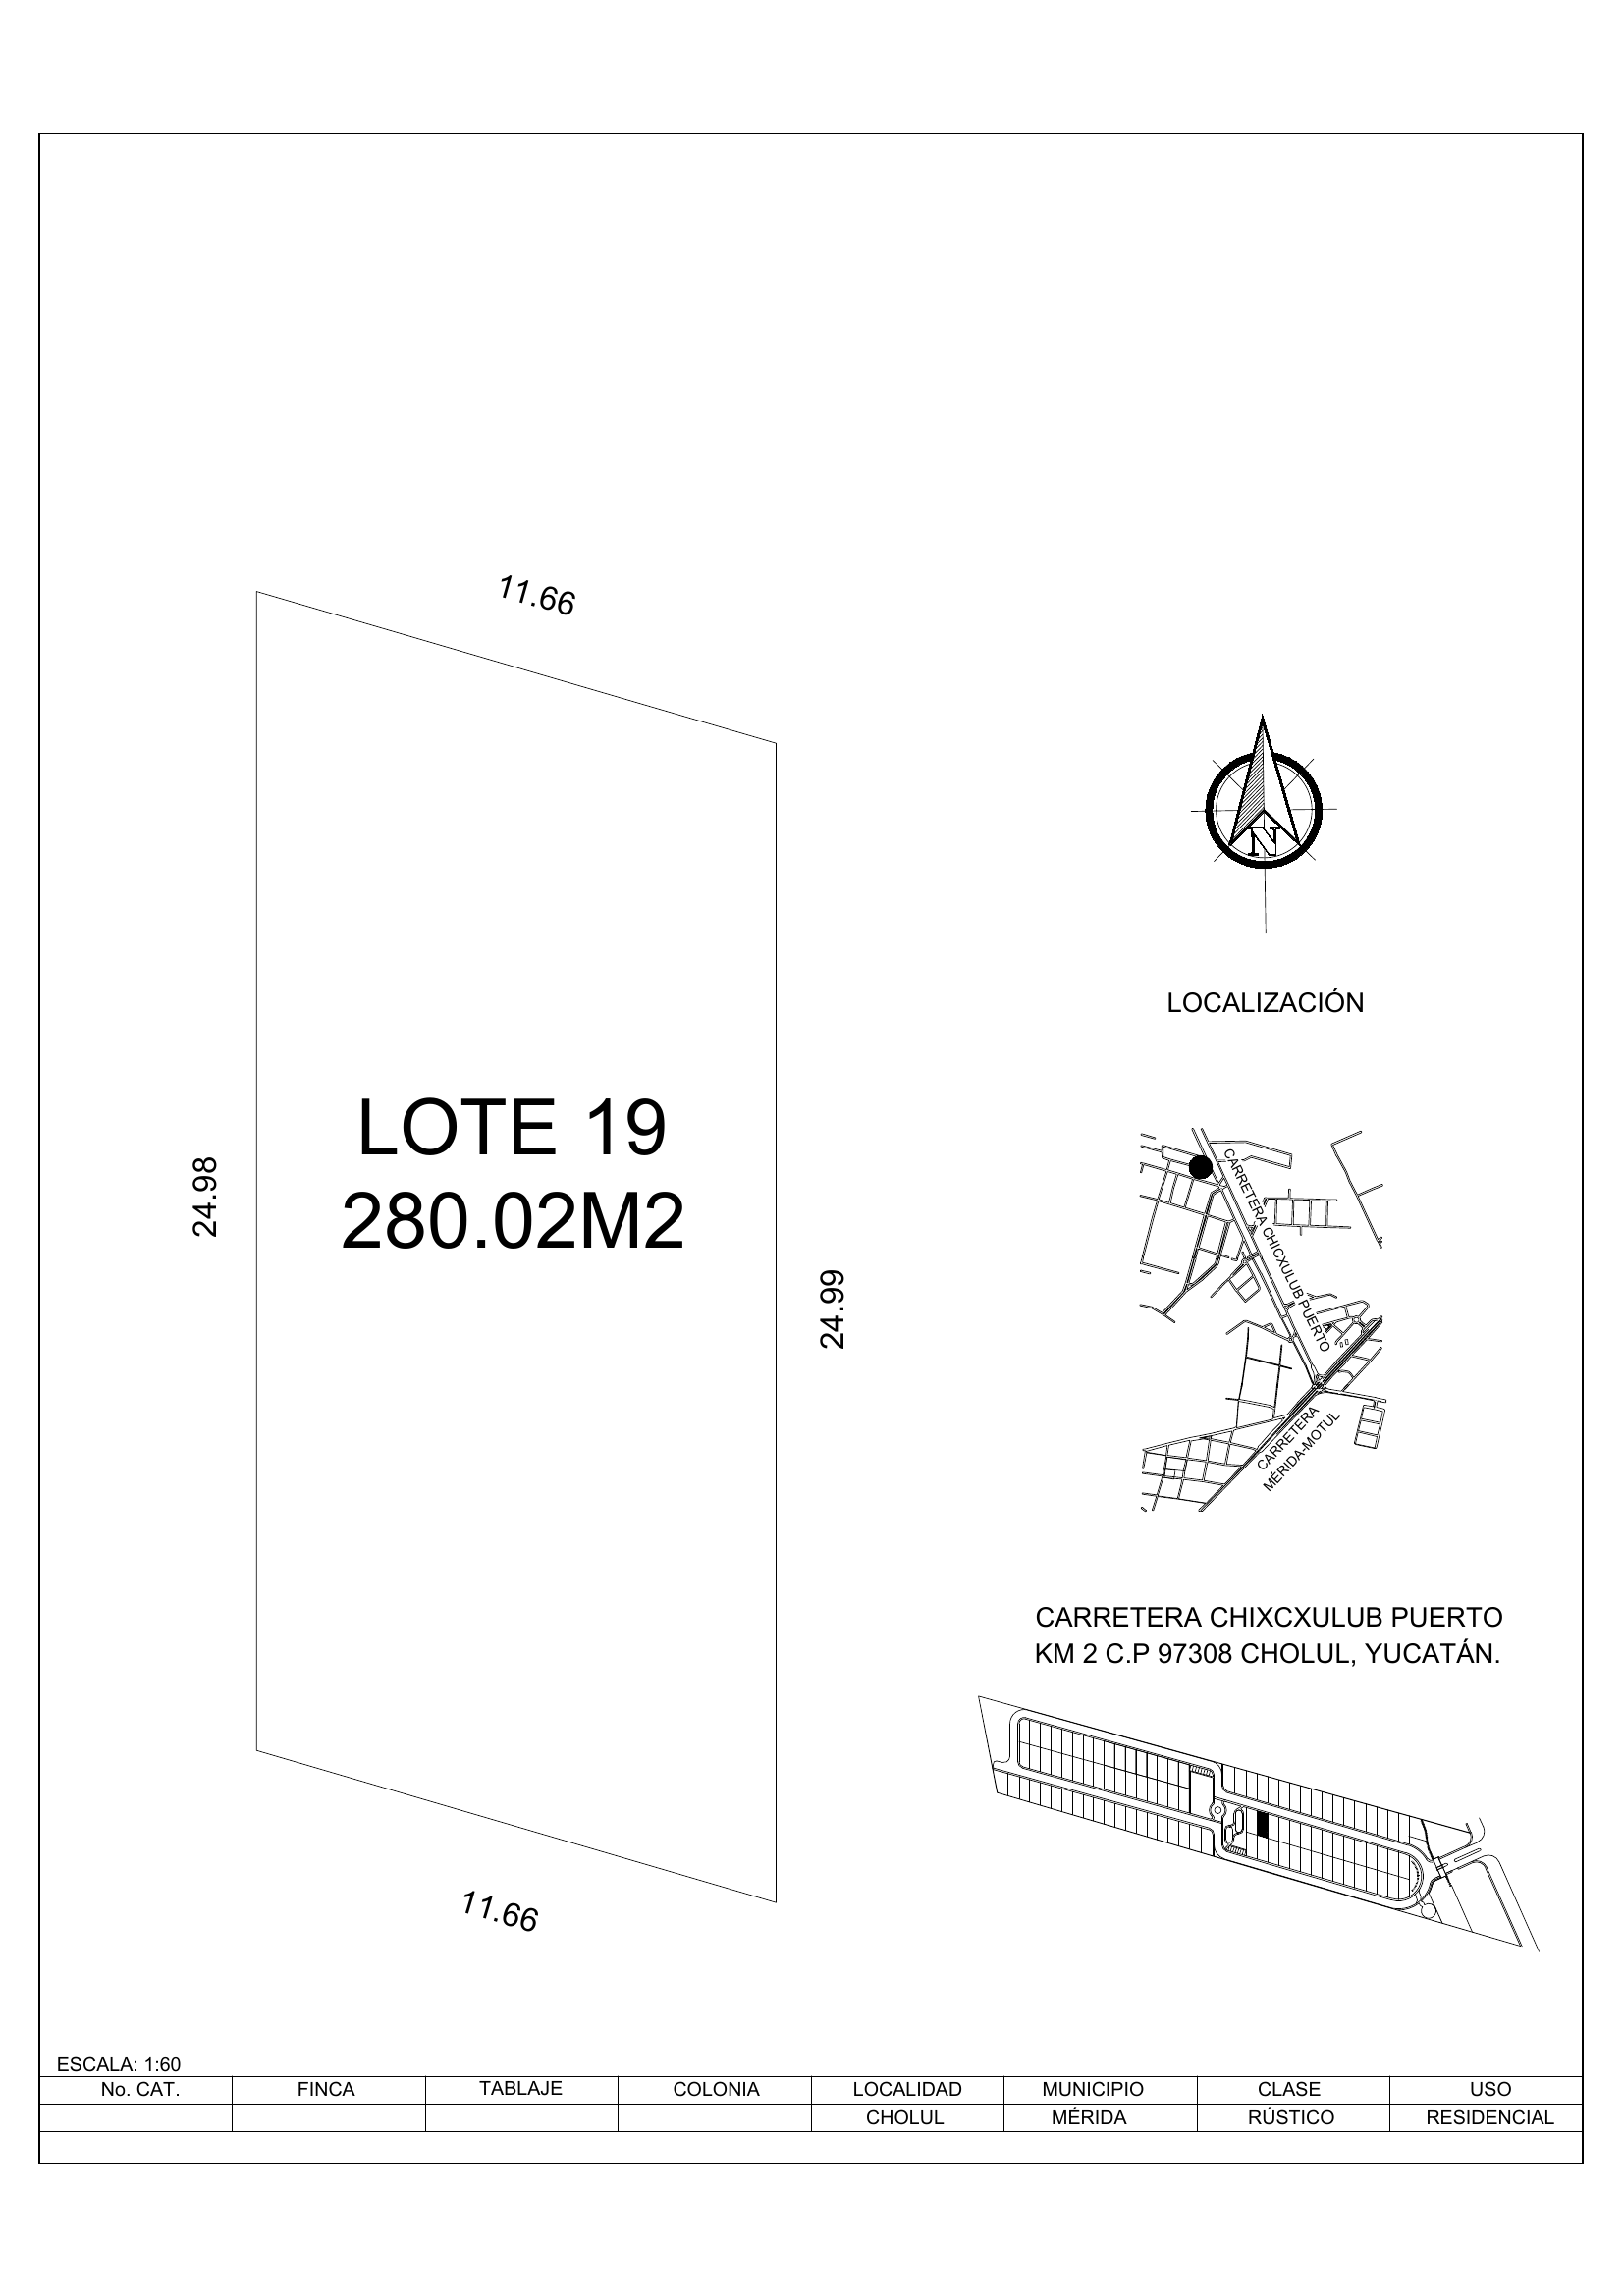 11.66
LOTE 19
280.02M2
24.98
24.99
11.66
N
LOCALIZACIÓN
CARRETERA CHICXULUB PUERTO
CARRETERA
MÉRIDA-MOTUL
CARRETERA CHIXCXULUB PUERTO
KM 2 C.P 97308 CHOLUL, YUCATÁN.
ESCALA: 1:60
No. CAT. FINCA TABLAJE COLONIA LOCALIDAD MUNICIPIO CLASE USO
CHOLUL MÉRIDA RÚSTICO RESIDENCIAL